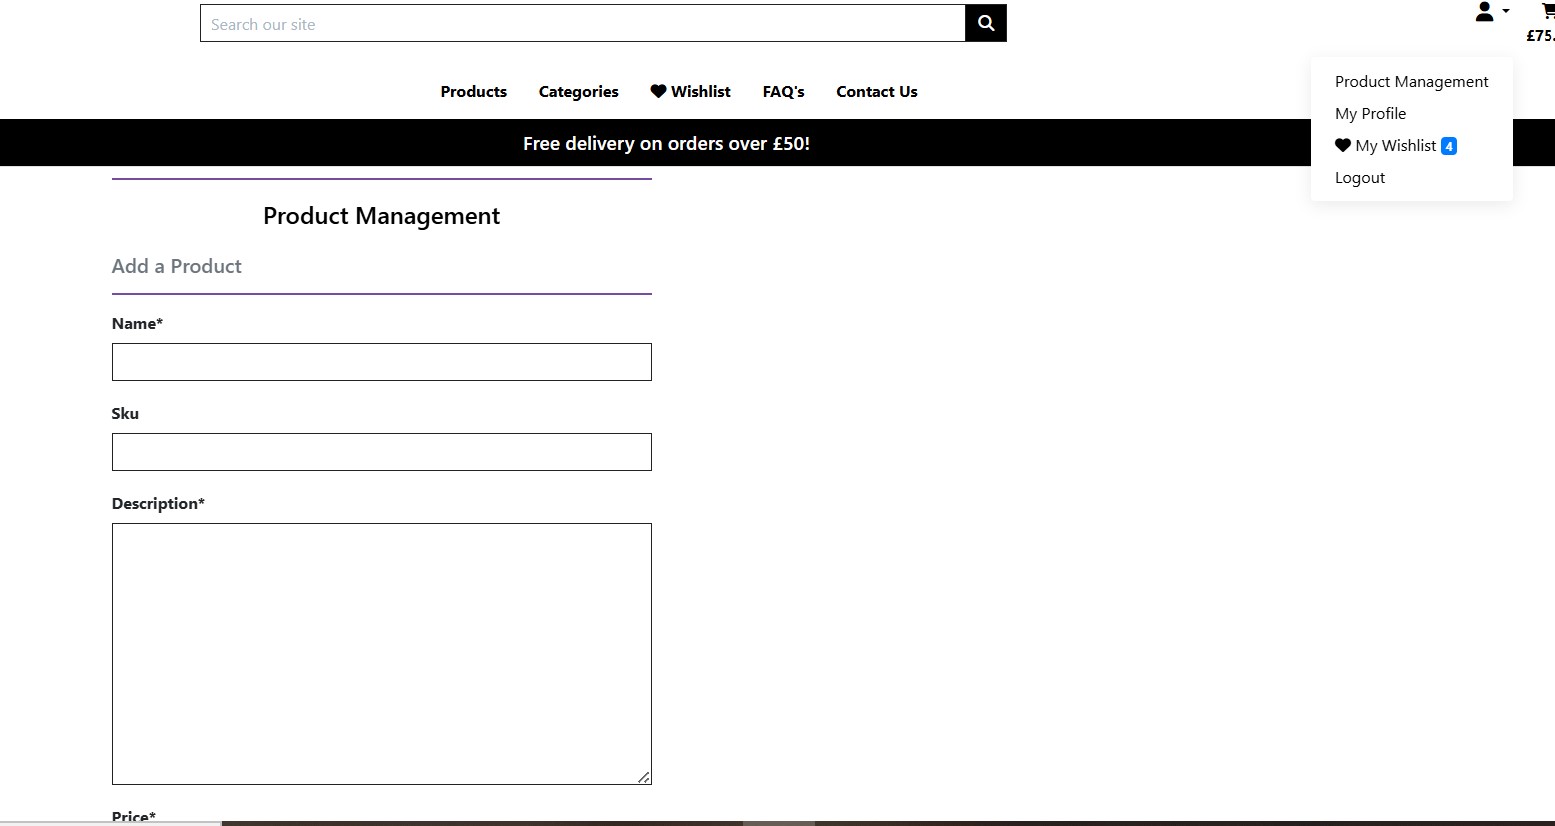 Search our site
£75.
Products Categories Wishlist FAQ's Contact Us
Product Management
My Profile
My Wishlist 4
Logout
Free delivery on orders over £50!
Product Management
Add a Product
Name*
Sku
Description*
Price*